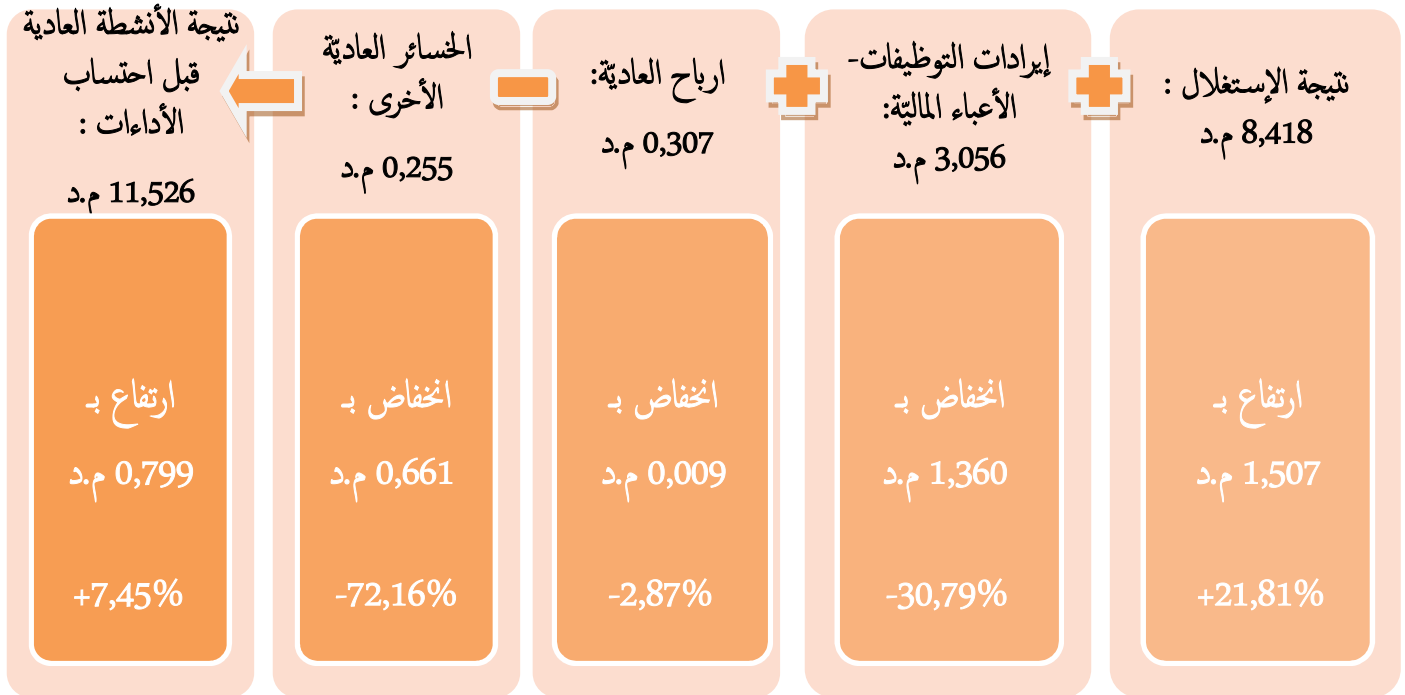 نتيجة الإستغلال :
8,418 م.د
ارتفاع بـ
1,507 م.د
+21,81%
إيرادات التوظيفات-
الأعباء الماليّة:
3,056 م.د
انخفاض بـ
1,360 م.د
-30,79%
ارباح العاديّة:
0,307 م.د
انخفاض بـ
0,009 م.د
-2,87%
الخسائر العاديّة
الأخرى :
0,255 م.د
انخفاض بـ
0,661 م.د
-72,16%
نتيجة الأنشطة العادية
قبل احتساب
الأداءات :
11,526 م.د
ارتفاع بـ
0,799 م.د
+7,45%